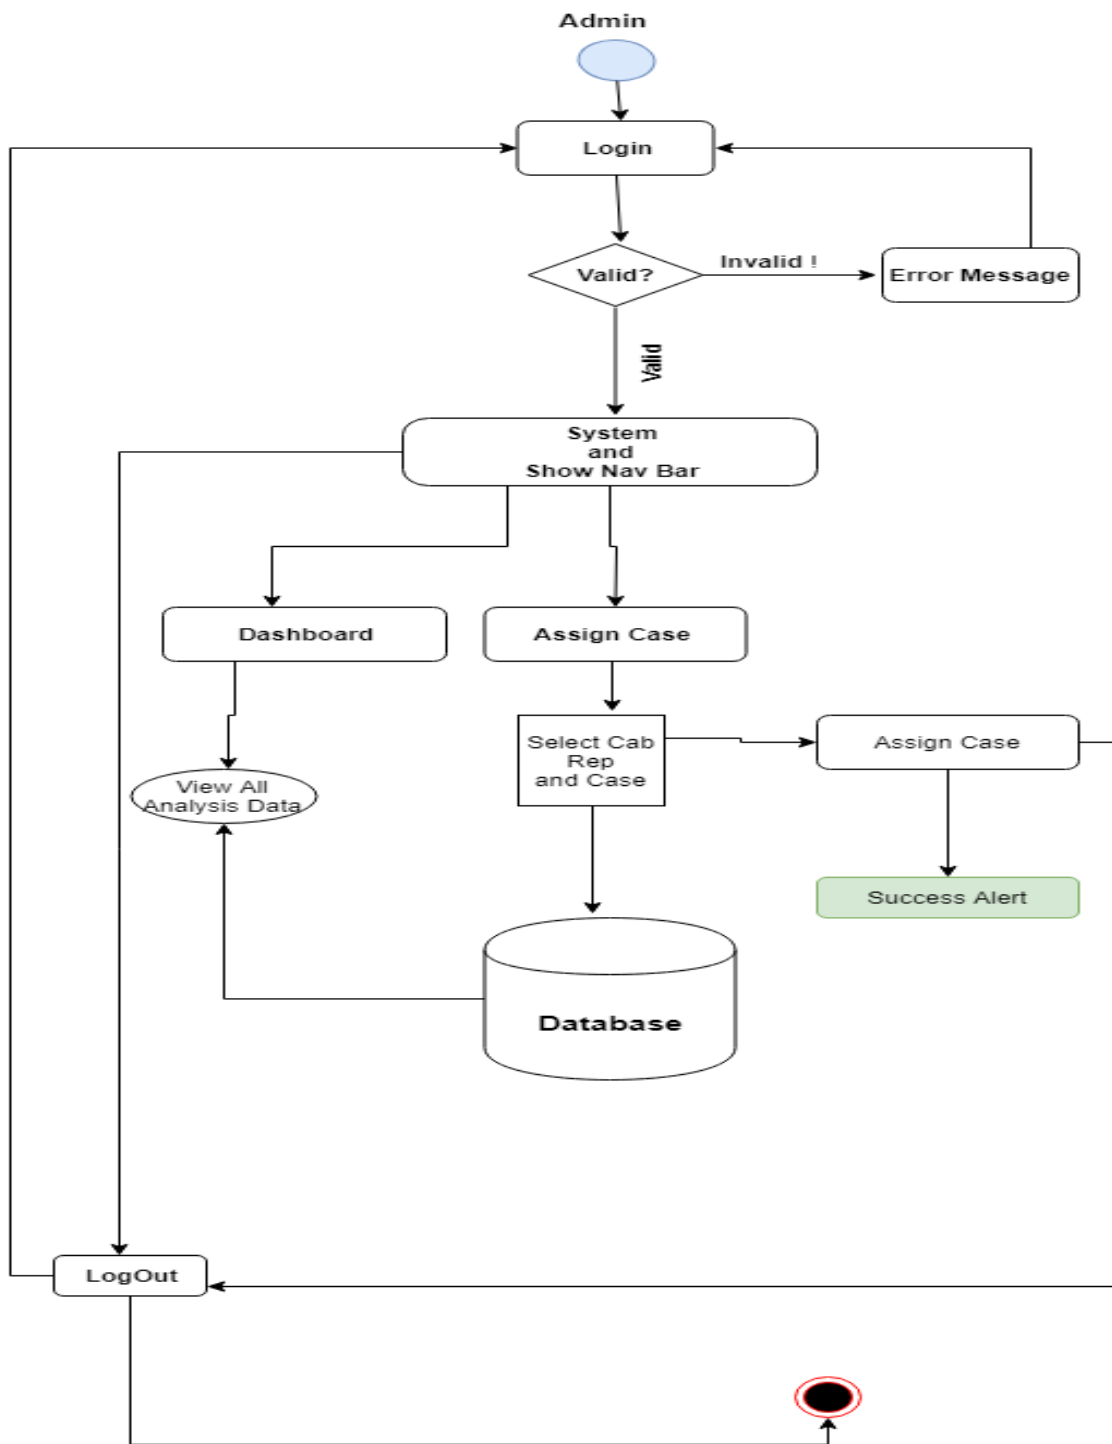 Admin
Login
Valid?
Invalid !
Error Message
Valid
System
and
Show Nav Bar
Dashboard
Assign Case
Select Cab
Rep
and Case
Assign Case
View All
Analysis Data
Success Alert
Database
LogOut